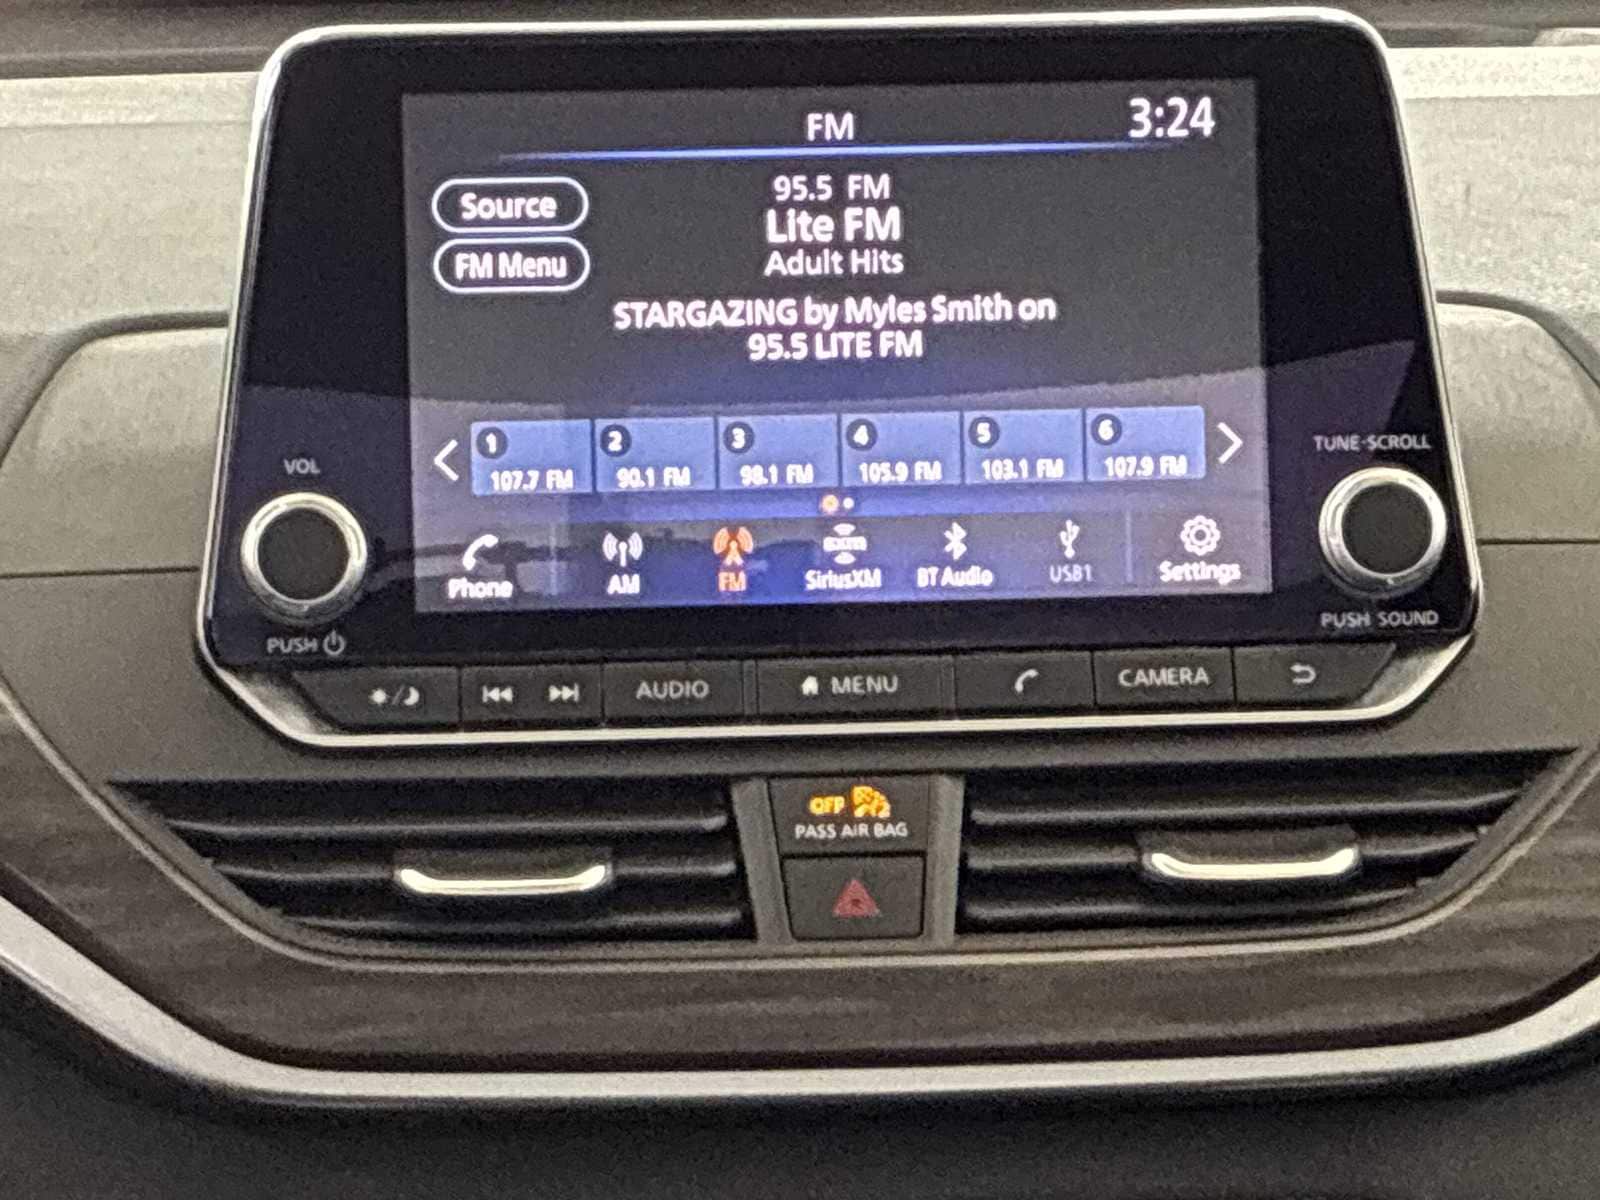 FM
3:24
Source
FM Menu
95.5 FM
Lite FM
Adult Hits
STARGAZING by Myles Smith on
95.5 LITE FM
1 2 3 4 5 6
107.7 FM 90.1 FM 98.1 FM 105.9 FM 103.1 FM 107.9 FM
Phone AM FM SiriusXM BT Audio USB1 Settings
VOL
PUSH
TUNE·SCROLL
PUSH SOUND
AUDIO MENU CAMERA
OFF
PASS AIR BAG